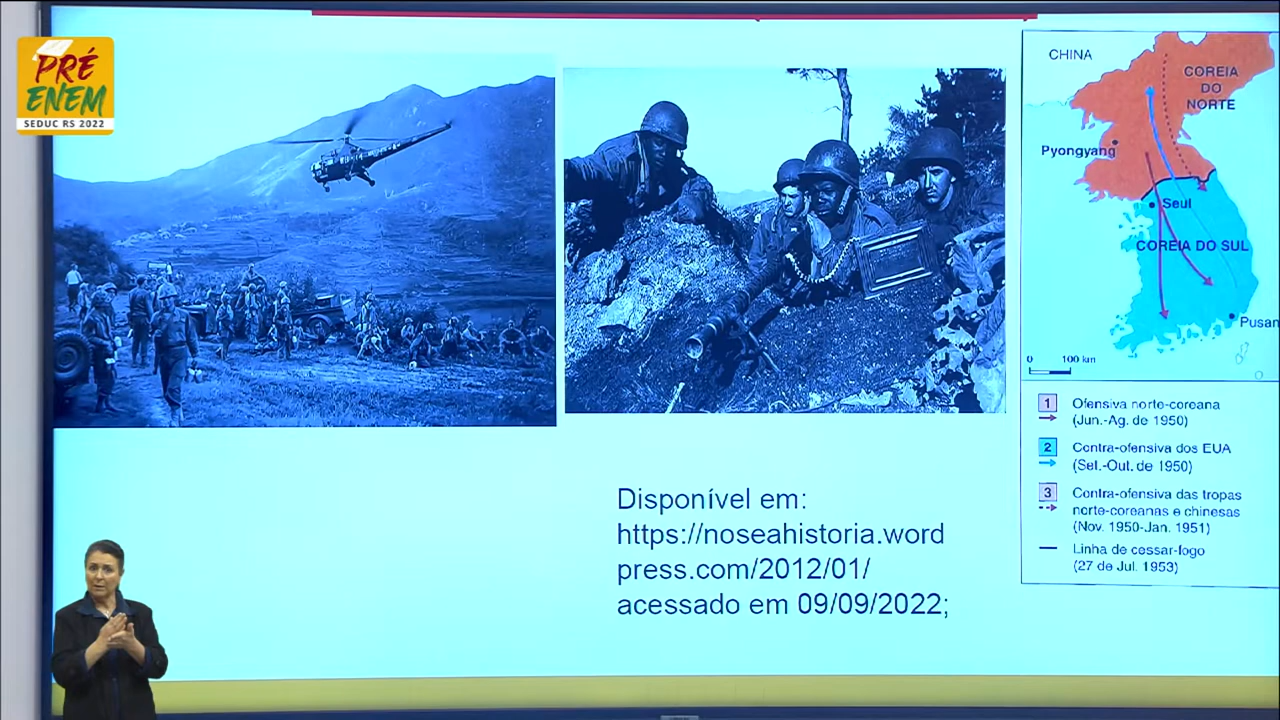 PRÉ
ENEM
SEDUC RS 2022
CHINA
COREIA
DO
NORTE
Pyongyang
Seul
COREIA DO SUL
Pusan
0 100 km
1 Ofensiva norte-coreana
(Jun.-Ag. de 1950)
2 Contra-ofensiva dos EUA
(Set.-Out. de 1950)
3 Contra-ofensiva das tropas
norte-coreanas e chinesas
(Nov. 1950-Jan. 1951)
Linha de cessar-fogo
(27 de Jul. 1953)
Disponível em:
https://noseahistoria.word
press.com/2012/01/
acessado em 09/09/2022;